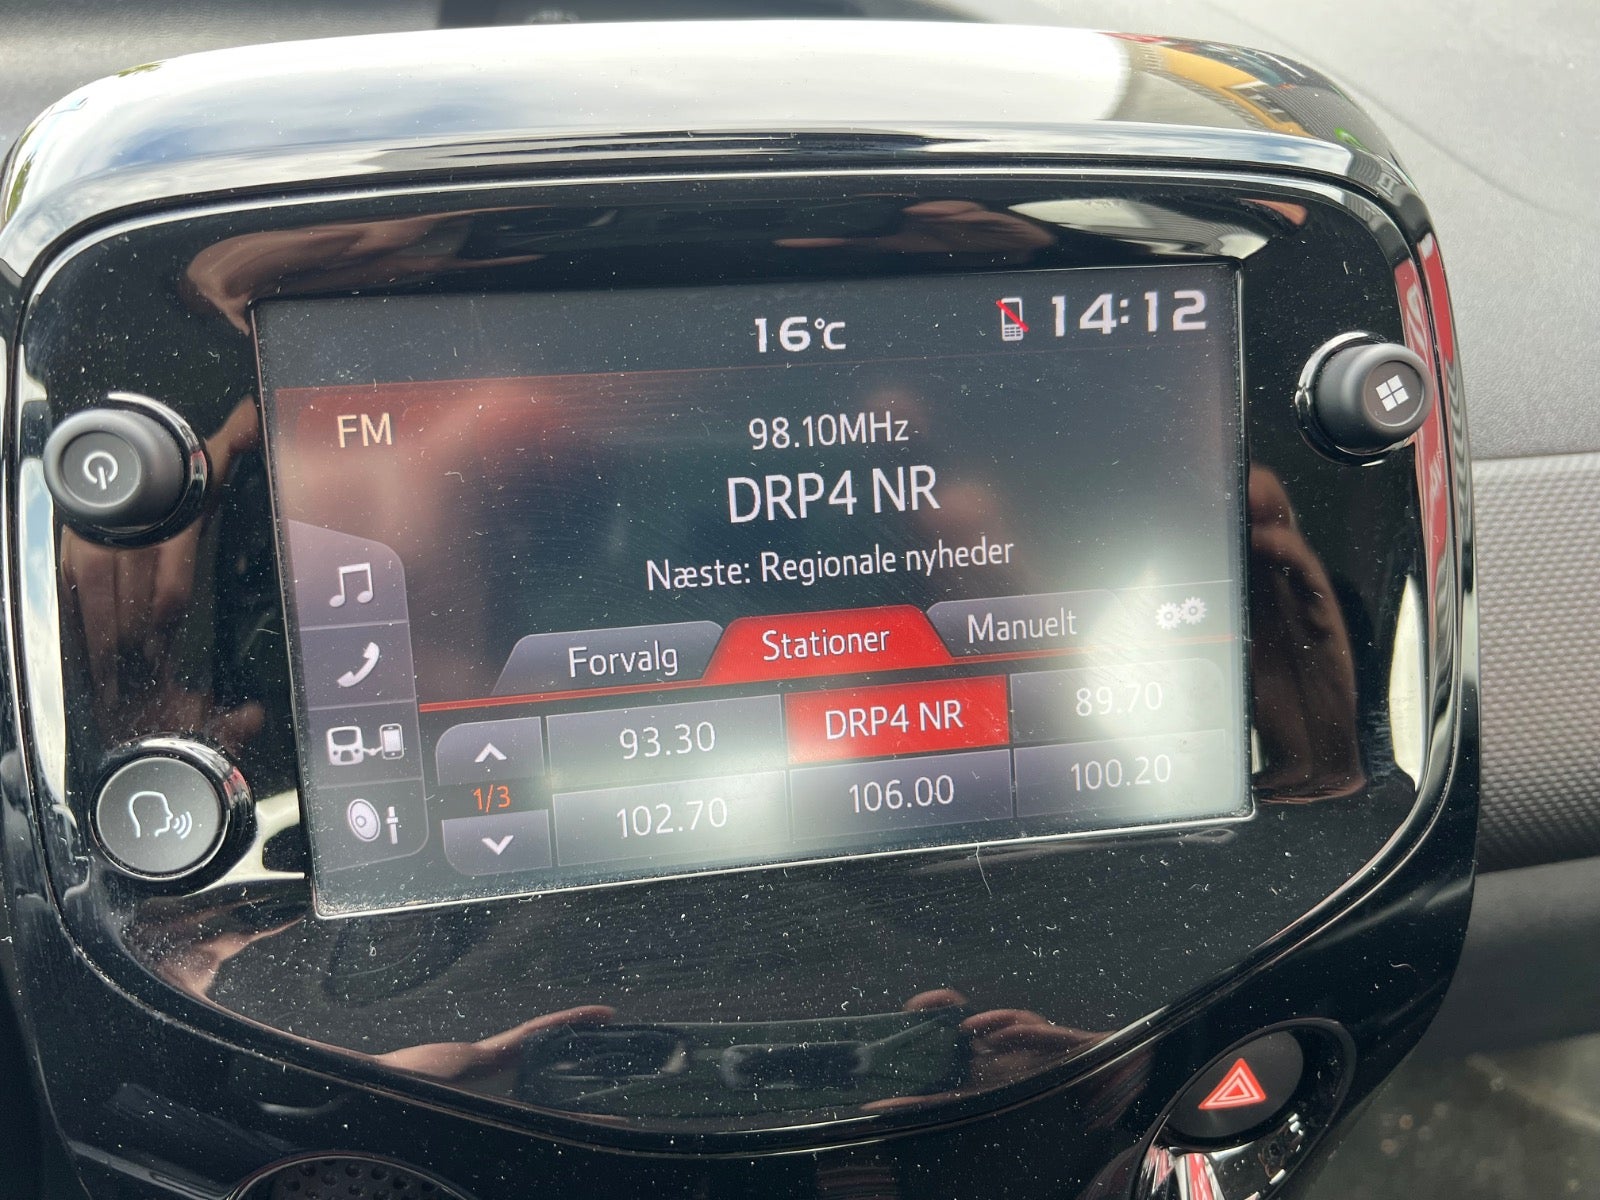 16°C
14:12
FM
98.10MHz
DRP4 NR
Næste: Regionale nyheder
Forvalg
Stationer
Manuelt
93.30
DRP4 NR
89.70
1/3
102.70
106.00
100.20